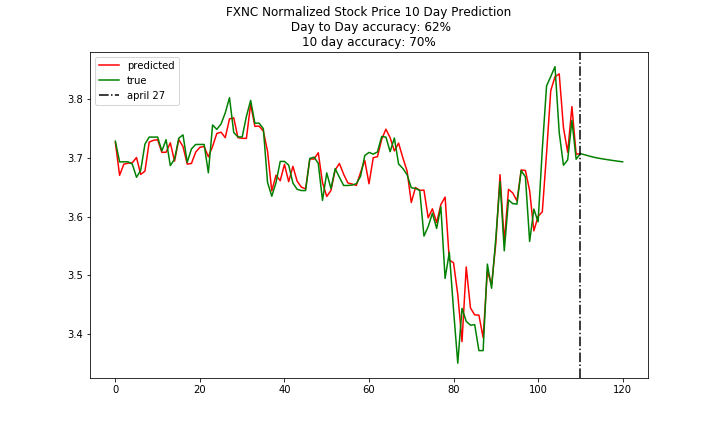 FXNC Normalized Stock Price 10 Day Prediction
Day to Day accuracy: 62%
10 day accuracy: 70%
predicted
true
april 27
3.8
3.7
3.6
3.5
3.4
0 20 40 60 80 100 120